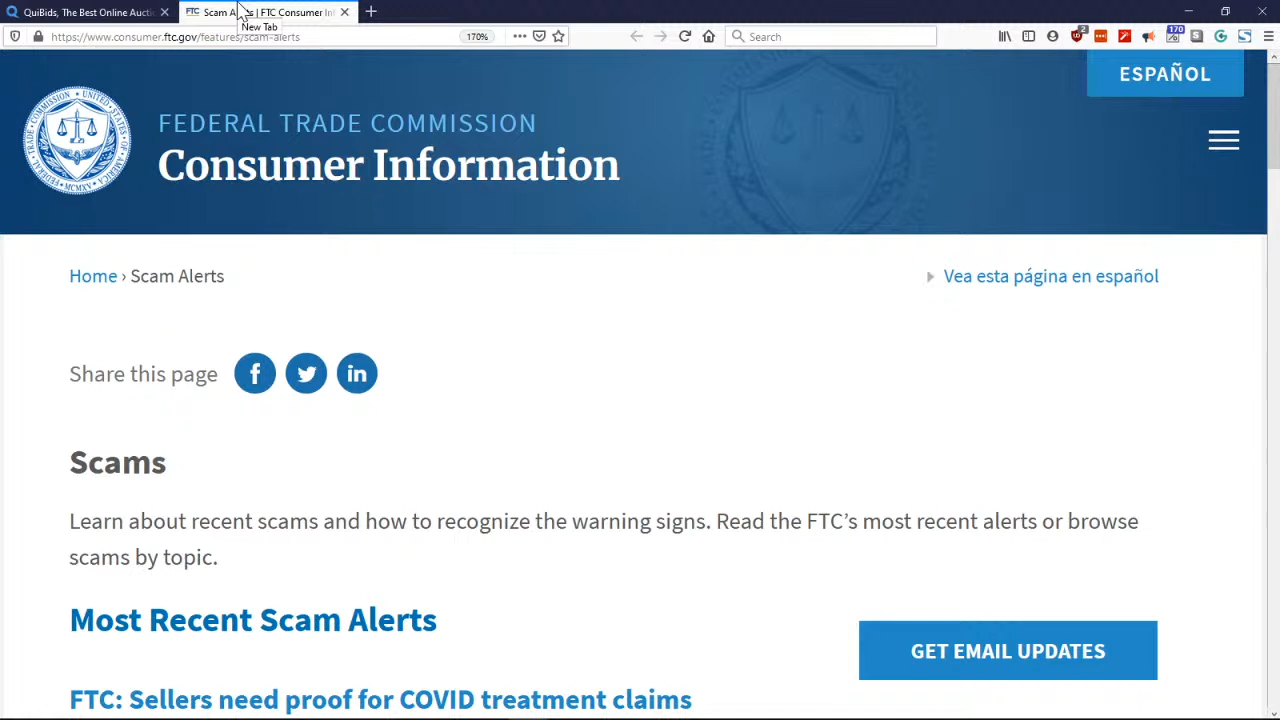 QuiBids, The Best Online Aucti
Scam A
s | FTC Consumer In
New Tab
https://www.consumer.ftc.gov/features/scam-alerts
170%
Search
2
170
ESPAÑOL
FEDERAL TRADE COMMISSION
Consumer Information
Home › Scam Alerts
Vea esta página en español
Share this page
Scams
Learn about recent scams and how to recognize the warning signs. Read the FTC's most recent alerts or browse
scams by topic.
Most Recent Scam Alerts
GET EMAIL UPDATES
FTC: Sellers need proof for COVID treatment claims